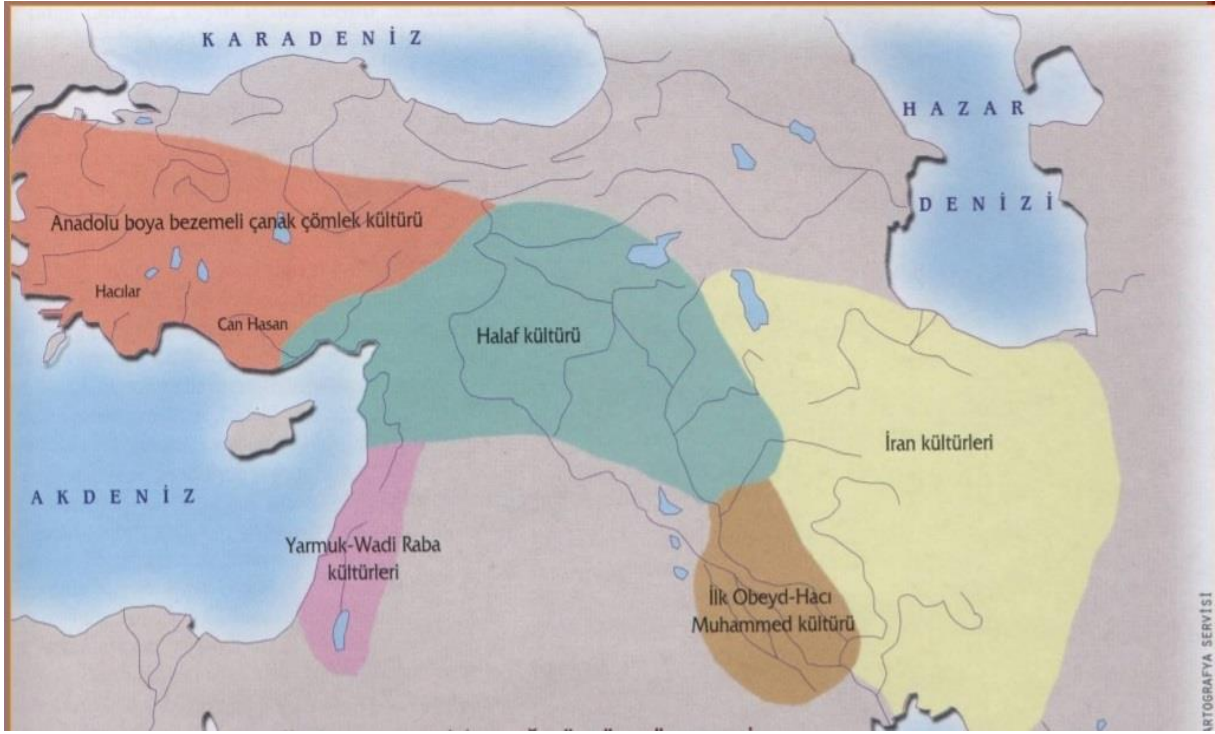 KARADENİZ
HAZAR
DENİZİ
Anadolu boya bezemeli çanak çömlek kültürü
Hacılar
Can Hasan
Halaf kültürü
İran kültürleri
AKDENİZ
Yarmuk-Wadi Raba
kültürleri
İlk Obeyd-Hacı
Muhammed kültürü
ARTOGRAFYA SERVİSİ